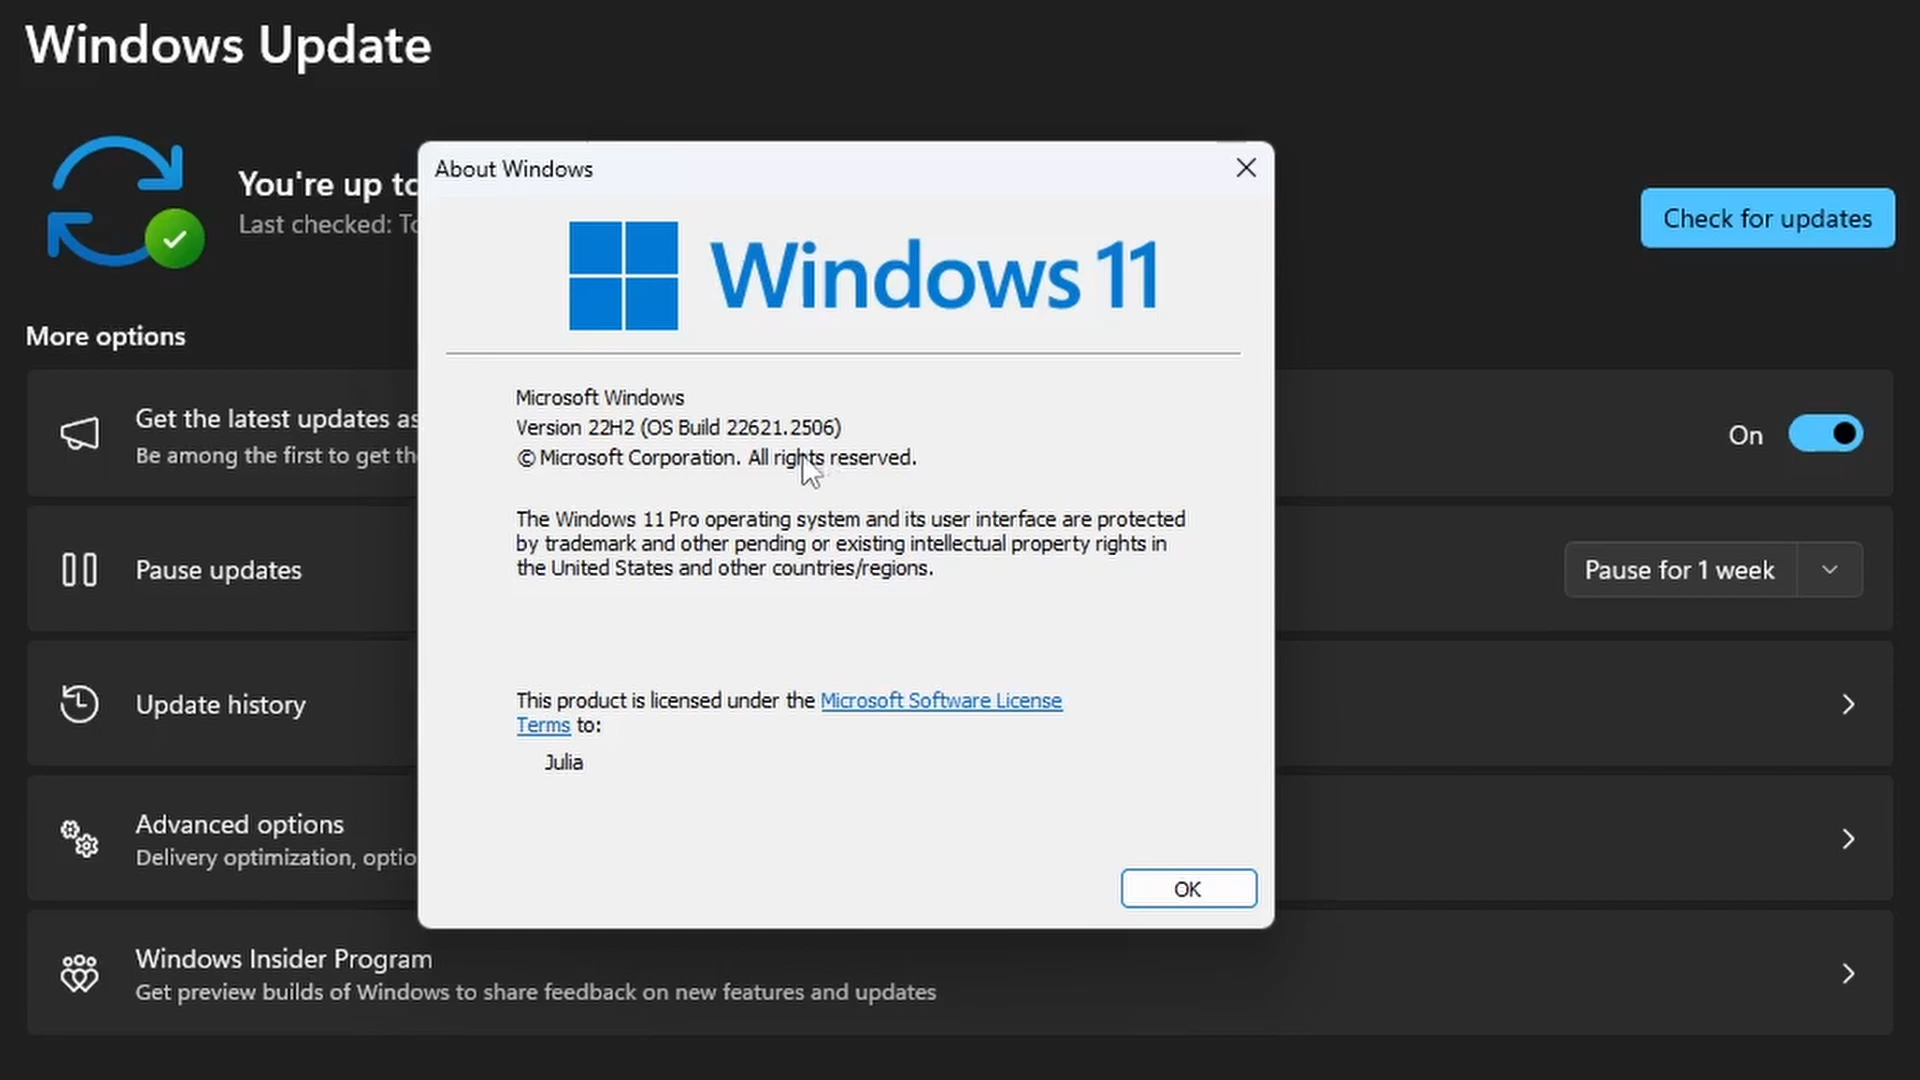 Windows Update
You're up to
Last checked: To
Check for updates
More options
Get the latest updates as
Be among the first to get the
On
Pause updates
Pause for 1 week
Update history
Advanced options
Delivery optimization, optio
Windows Insider Program
Get preview builds of Windows to share feedback on new features and updates
About Windows
Windows 11
Microsoft Windows
Version 22H2 (OS Build 22621.2506)
© Microsoft Corporation. All rights reserved.
The Windows 11 Pro operating system and its user interface are protected
by trademark and other pending or existing intellectual property rights in
the United States and other countries/regions.
This product is licensed under the Microsoft Software License
Terms to:
Julia
OK